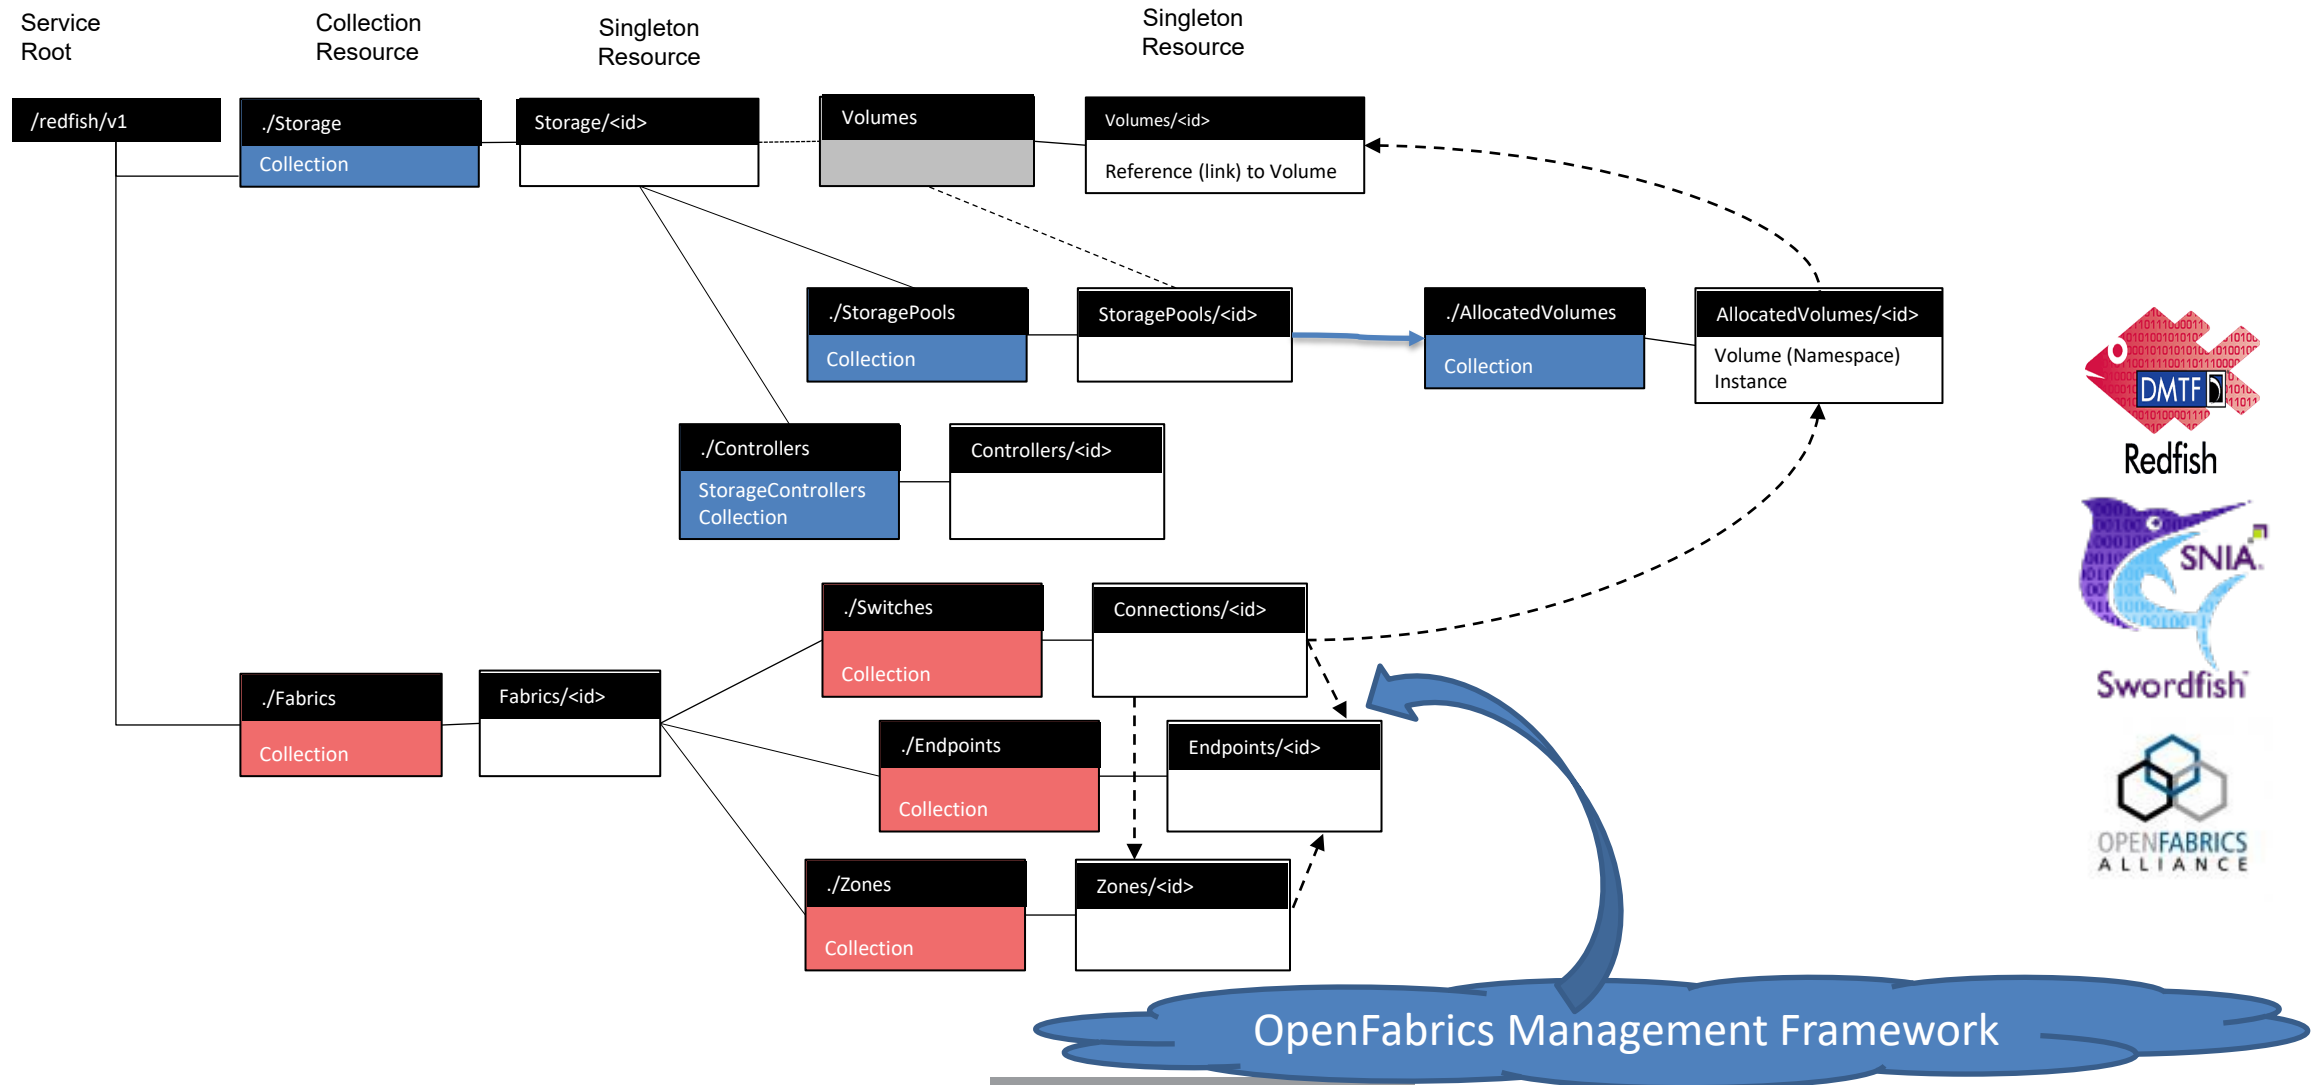 Service
Root
Collection
Resource
Singleton
Resource
Singleton
Resource
/redfish/v1
./Storage
Collection
Storage/<id>
Volumes
Volumes/<id>
Reference (link) to Volume
./StoragePools
Collection
StoragePools/<id>
./AllocatedVolumes
Collection
AllocatedVolumes/<id>
Volume (Namespace)
Instance
./Controllers
StorageControllers
Collection
Controllers/<id>
./Switches
Collection
Connections/<id>
./Fabrics
Collection
Fabrics/<id>
./Endpoints
Collection
Endpoints/<id>
./Zones
Collection
Zones/<id>
OpenFabrics Management Framework
DMTF
Redfish
SNIA
Swordfish
OPENFABRICS
ALLIANCE